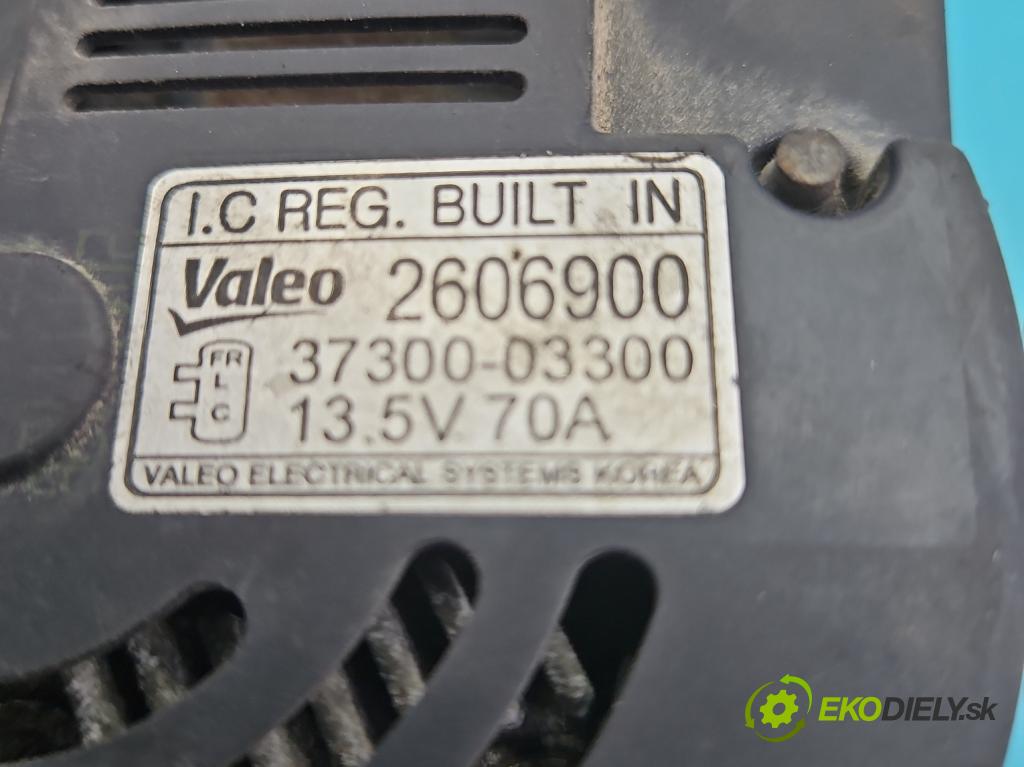 I.C REG. BUILT IN
Valeo 2606900
FR
L
C
37300-03300
13.5V 70A
VALEO ELECTRICAL SYSTEMS KOREA
EKODIELY.sk